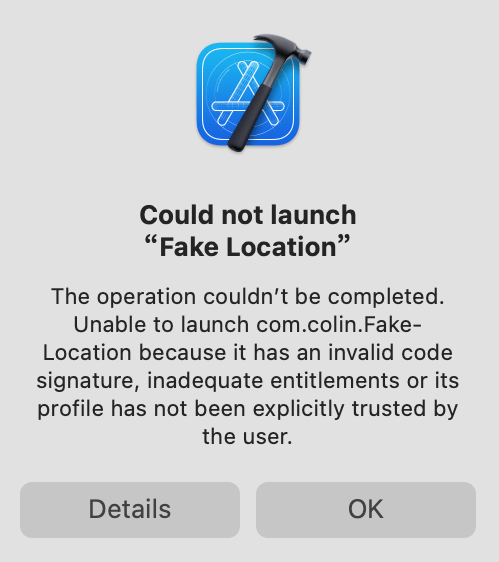 Could not launch
“Fake Location”
The operation couldn’t be completed.
Unable to launch com.colin.Fake-
Location because it has an invalid code
signature, inadequate entitlements or its
profile has not been explicitly trusted by
the user.
Details
OK